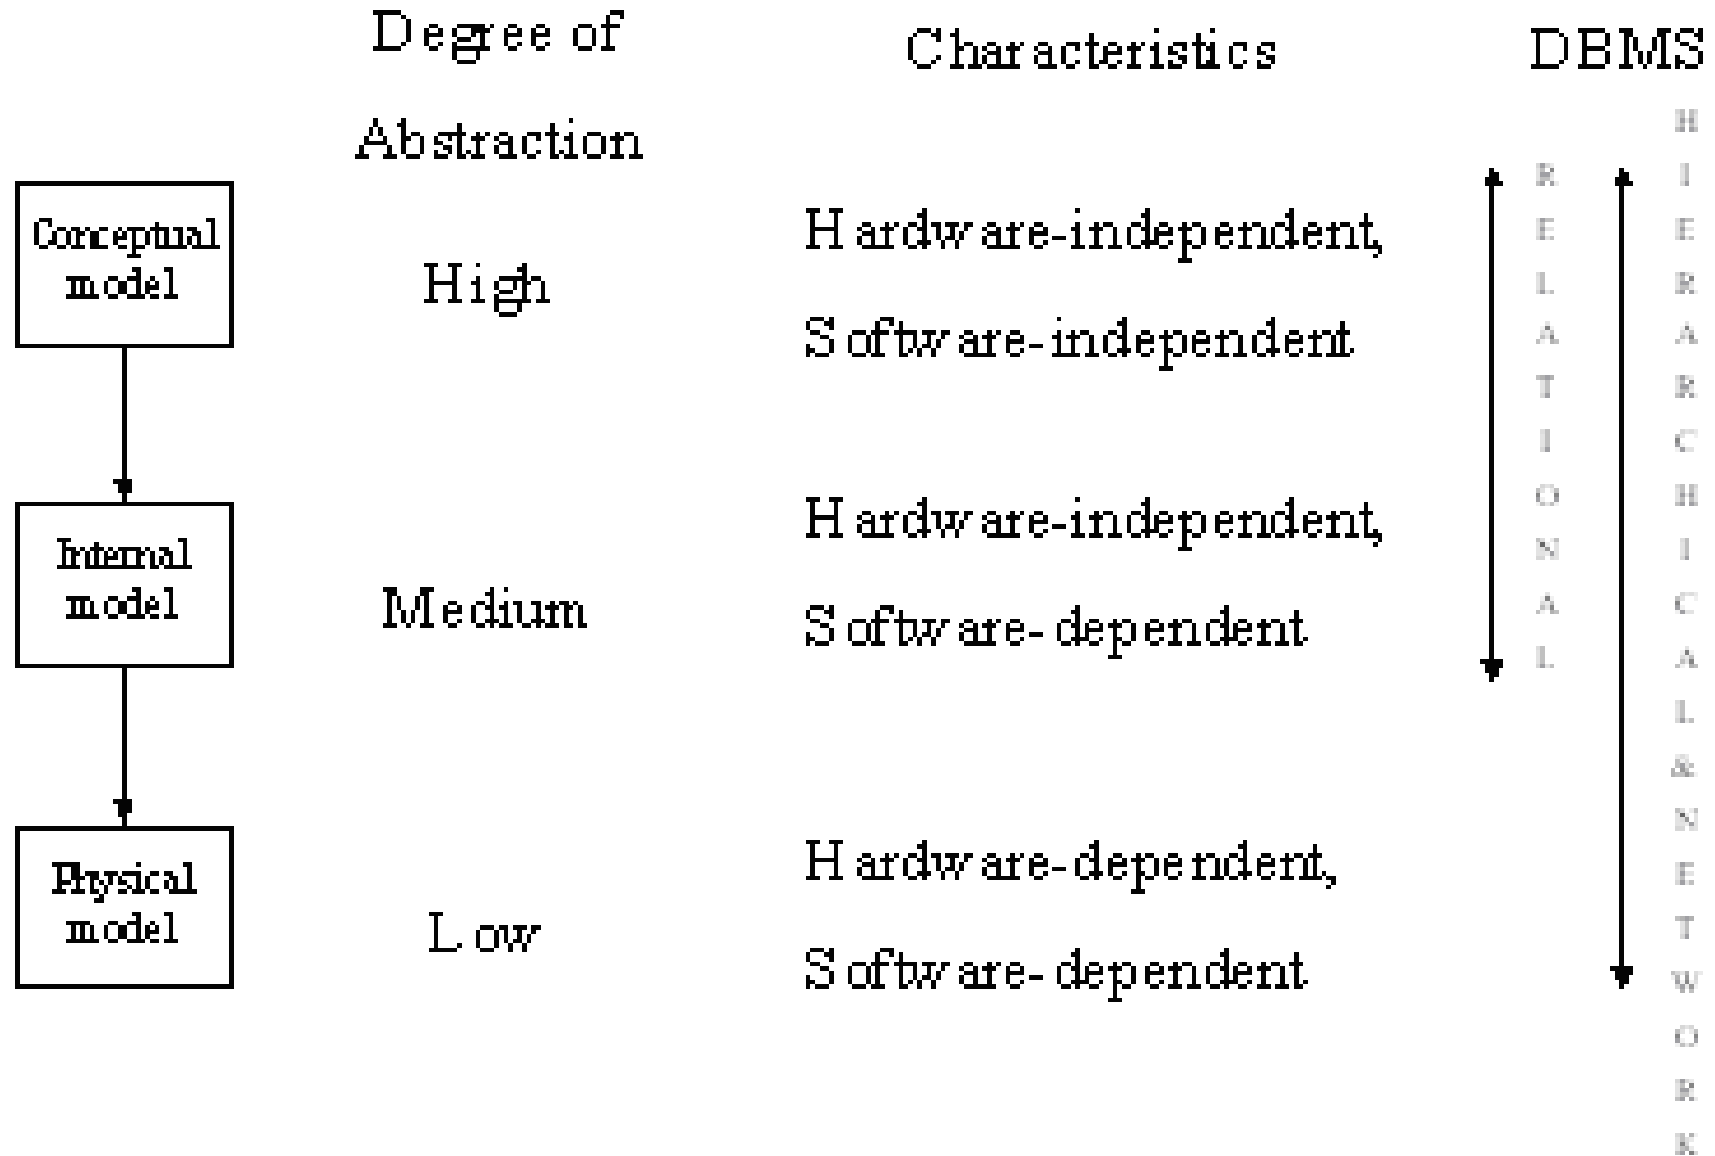 Degree of
Abstraction
Characteristics
DBMS
Conceptual
model
High
Hardware-independent,
Software-independent
Internal
model
Medium
Hardware-independent,
Software-dependent
Physical
model
Low
Hardware-dependent,
Software-dependent
RELATIONAL
HIERARCHICAL&NETWORK